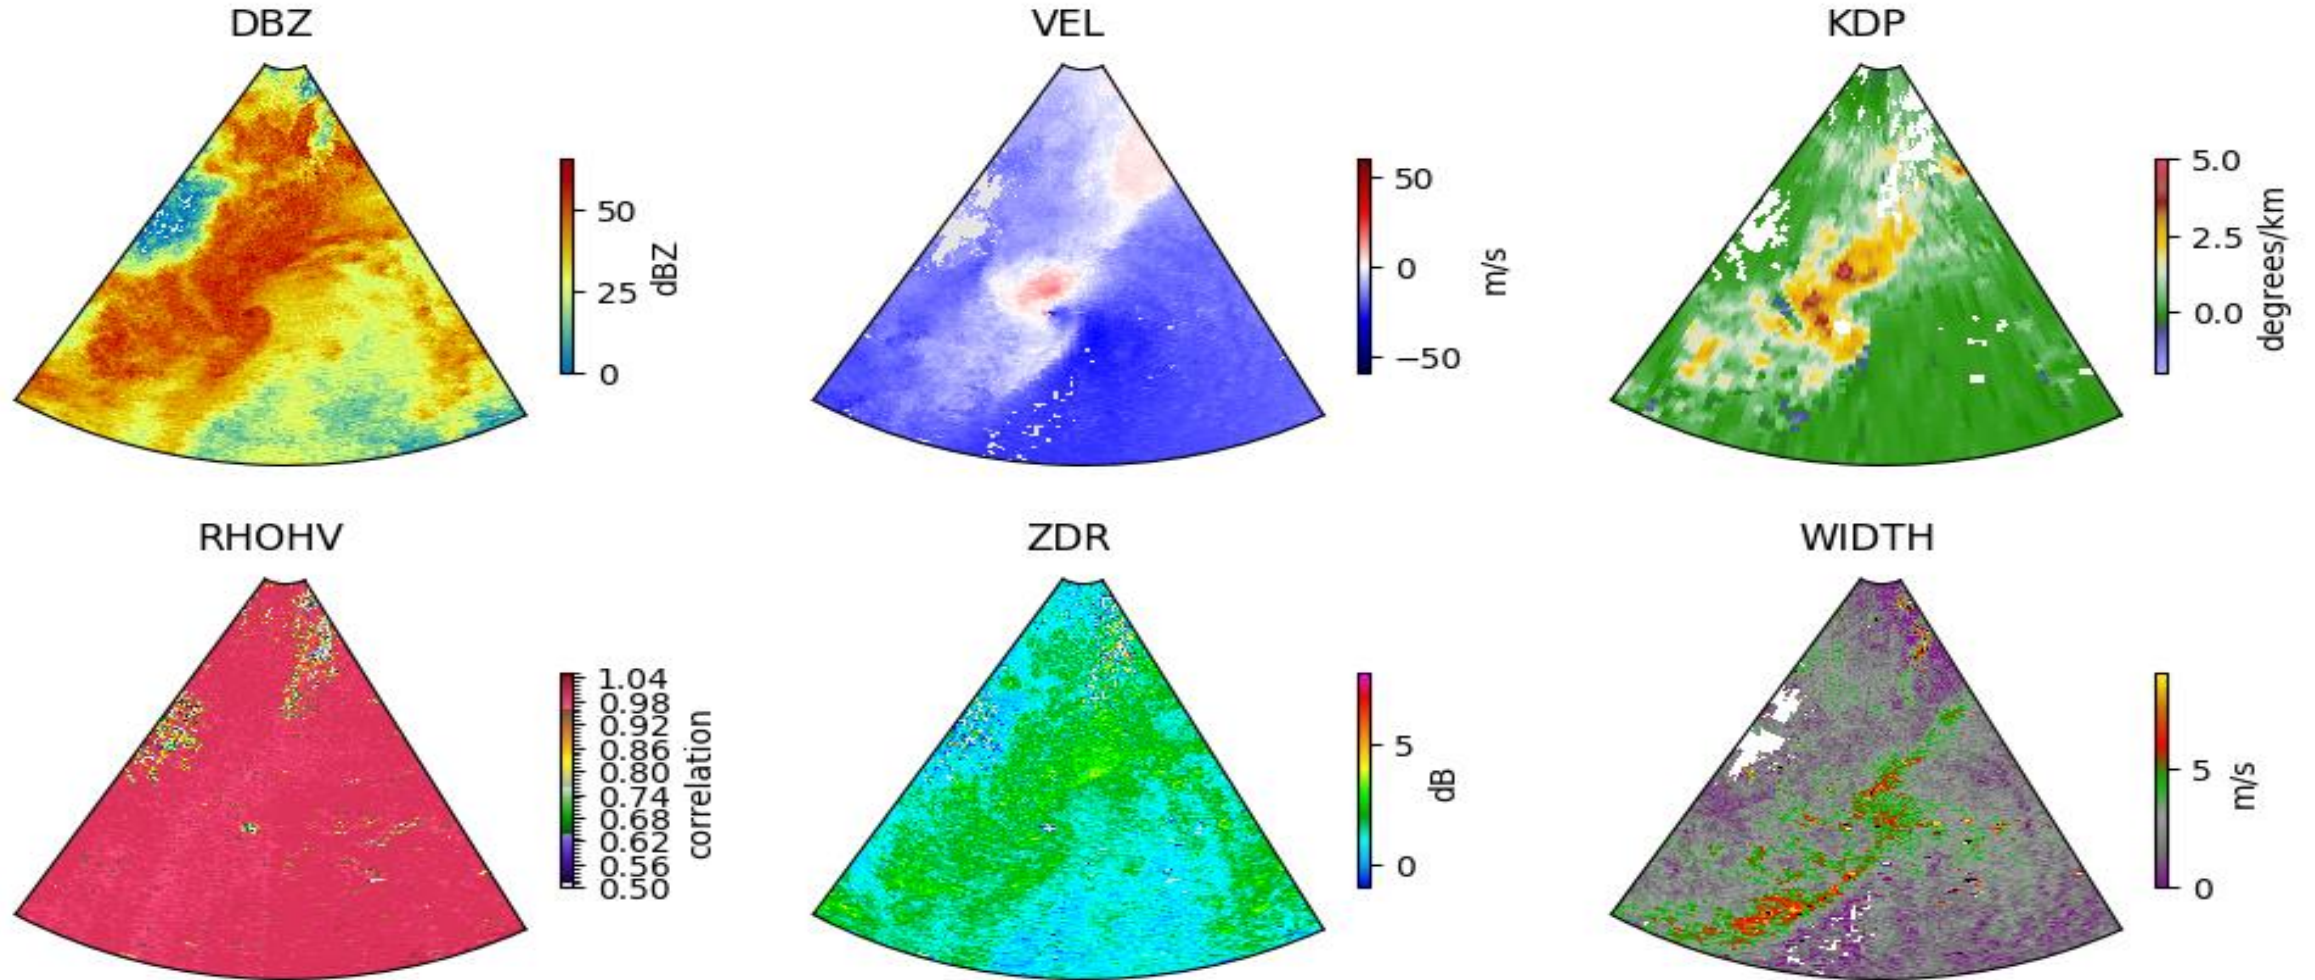 DBZ
VEL
KDP
50
25
0
dBZ
50
0
−50
m/s
5.0
2.5
0.0
degrees/km
RHOHV
ZDR
WIDTH
1.04
0.98
0.92
0.86
0.80
0.74
0.68
0.62
0.56
0.50
correlation
5
0
dB
5
0
m/s